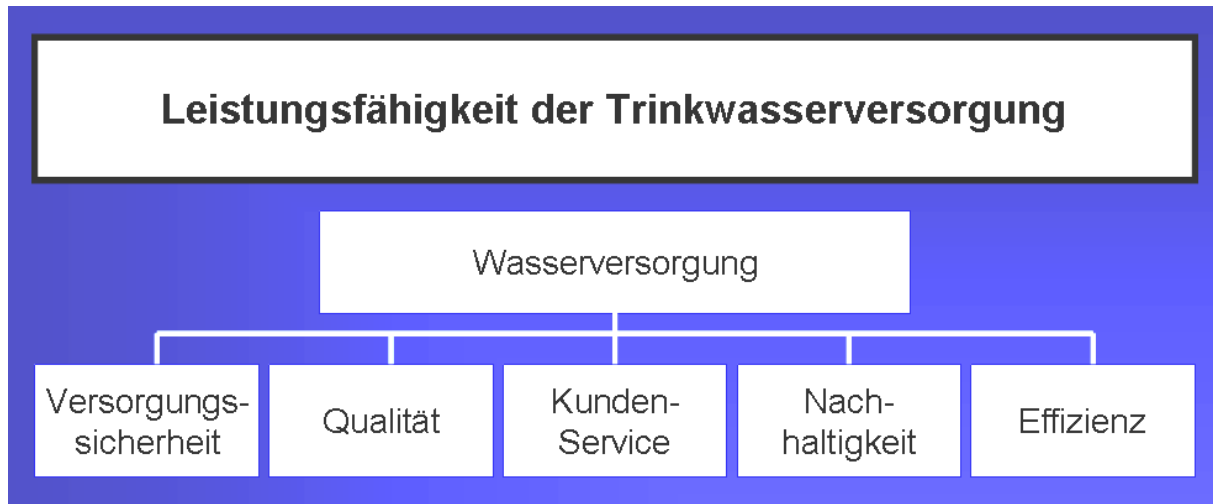 Leistungsfähigkeit der Trinkwasserversorgung
Wasserversorgung
Versorgungs-
sicherheit
Qualität
Kunden-
Service
Nach-
haltigkeit
Effizienz